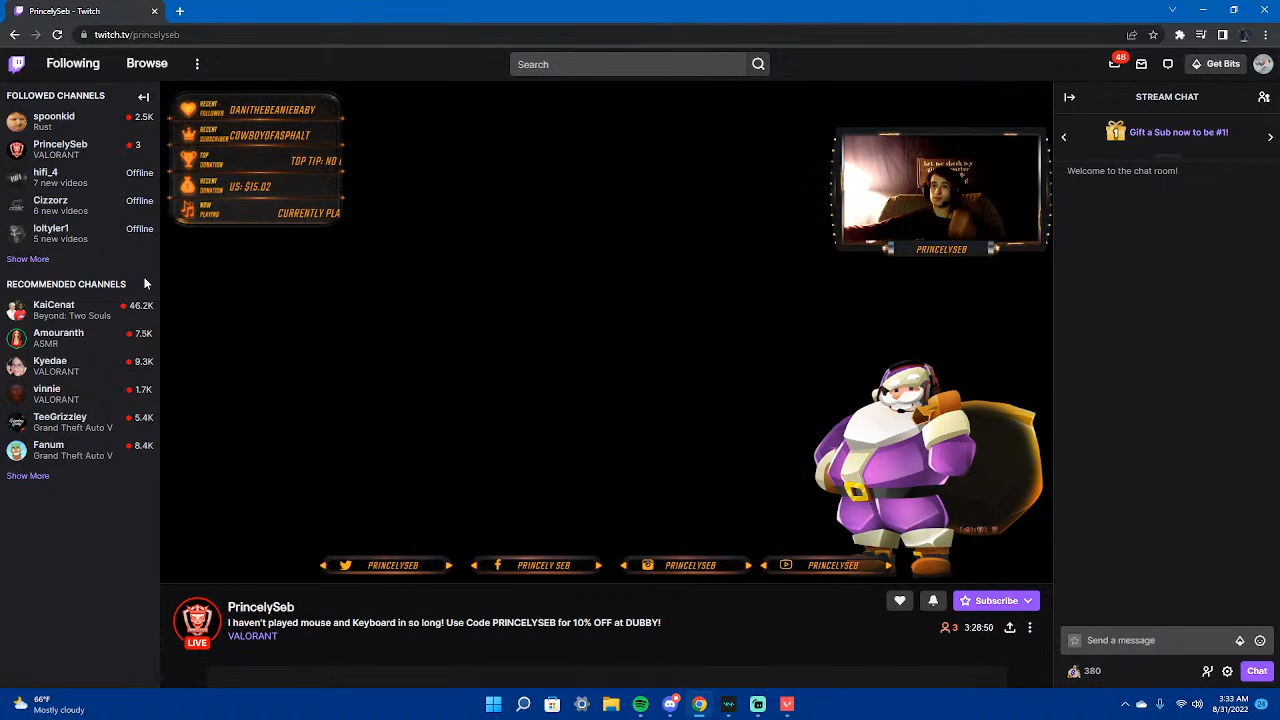 PrincelySeb - Twitch
twitch.tv/princelyseb
Following
Browse
Search
46
Get Bits
FOLLOWED CHANNELS
spoonkid
2.5K
Rust
PrincelySeb
3
VALORANT
hifi_4
Offline
7 new videos
Cizzorz
Offline
2 new videos
loltyler1
Offline
5 new videos
Show More
RECOMMENDED CHANNELS
KaiCenat
46.2K
Beyond: Two Souls
Amouranth
7.5K
ASMR
Kyedae
9.3K
VALORANT
vinnie
1.7K
Grand Theft Auto V
TeeGrizzley
5.4K
Grand Theft Auto V
Fanum
8.4K
Grand Theft Auto V
Show More
RECENT FOLLOWER
DANITHEBEANIEBABY
RECENT SUBSCRIBER
COWBOYOFASPHALT
TOP DONATION
TOP TIP: NO
RECENT DONATION
US: $15.02
NOW PLAYING
CURRENTLY PLA
PRINCELYSEB
PRINCELYSEB
PRINCELY SEB
PRINCELYSEB
PRINCELYSEB
PrincelySeb
I haven't played mouse and Keyboard in so long! Use Code PRINCELYSEB for 10% OFF at DUBBY!
VALORANT
LIVE
Subscribe
3
3:28:50
STREAM CHAT
1
Gift a Sub now to be #1!
Welcome to the chat room!
Send a message
380
Chat
66°F
Mostly cloudy
3:33 AM
8/31/2022